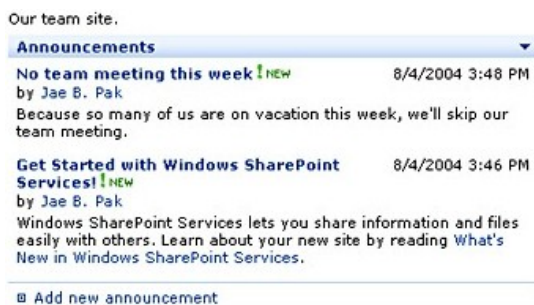 Our team site.
Announcements
No team meeting this week ! NEW 8/4/2004 3:48 PM
by Jae B. Pak
Because so many of us are on vacation this week, we'll skip our
team meeting.
Get Started with Windows SharePoint 8/4/2004 3:46 PM
Services! ! NEW
by Jae B. Pak
Windows SharePoint Services lets you share information and files
easily with others. Learn about your new site by reading What's
New in Windows SharePoint Services.
Add new announcement